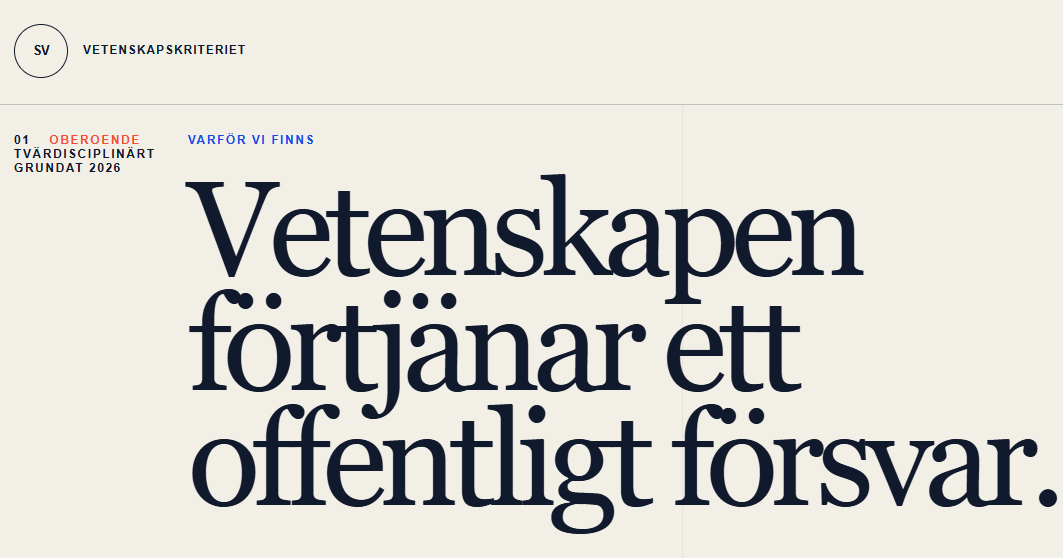 SV VETENSKAPSKRITERIET
01 OBEROENDE
TVÄRDISCIPLINÄRT
GRUNDAT 2026
VARFÖR VI FINNS
Vetenskapen
förtjänar ett
offentligt försvar.